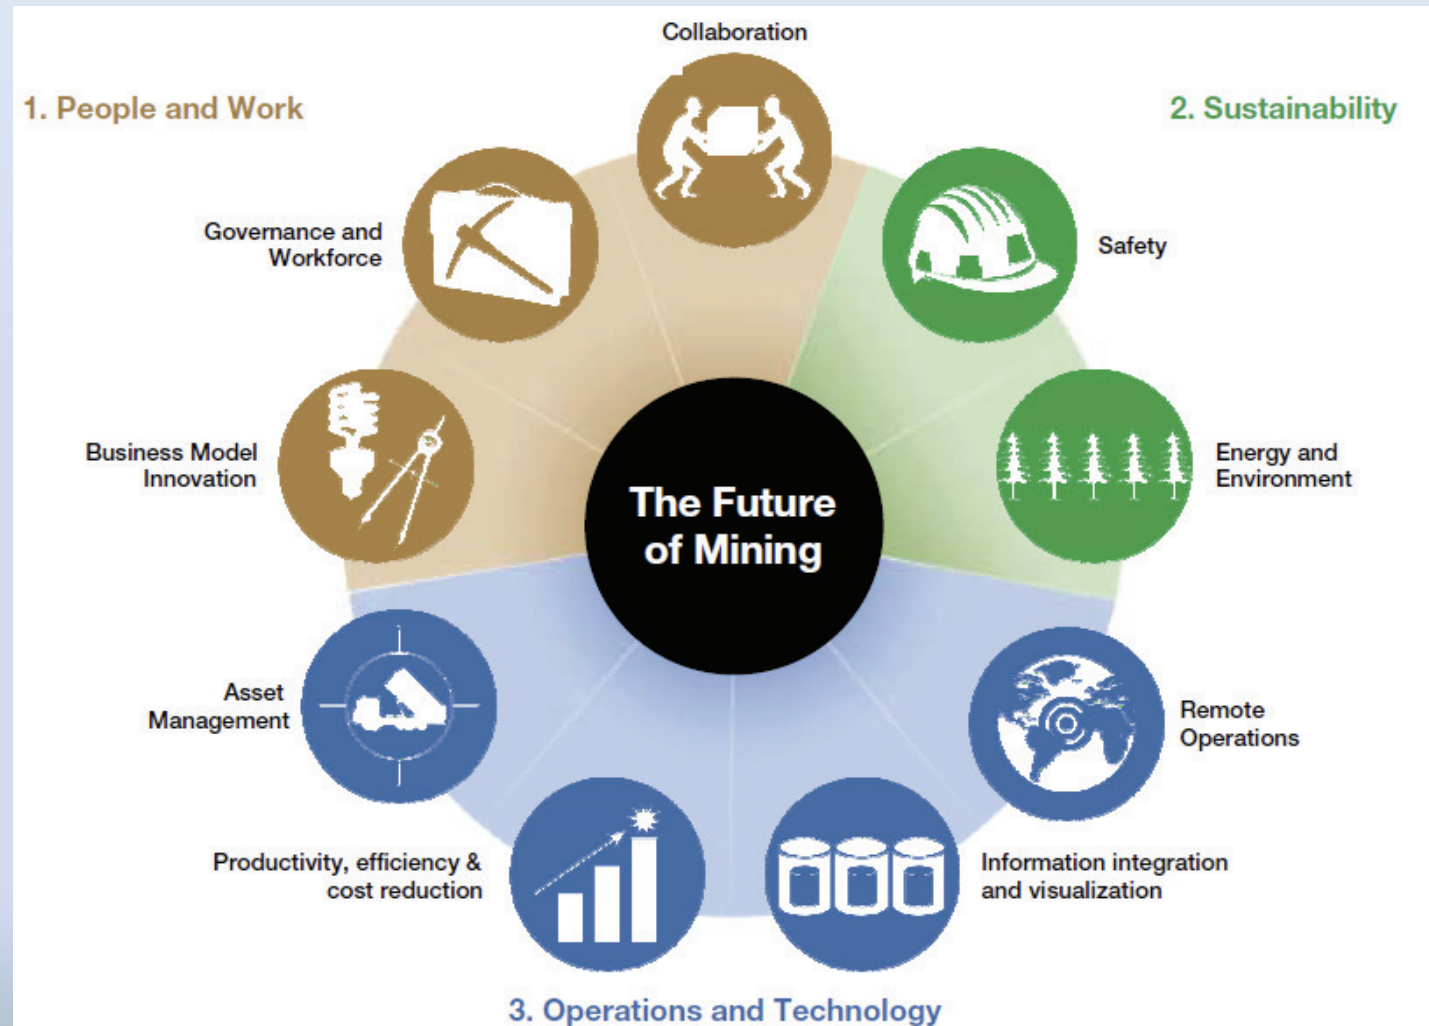 Collaboration
1. People and Work
2. Sustainability
Governance and
Workforce
Safety
Business Model
Innovation
Energy and
Environment
The Future
of Mining
Asset
Management
Remote
Operations
Productivity, efficiency &
cost reduction
Information integration
and visualization
3. Operations and Technology